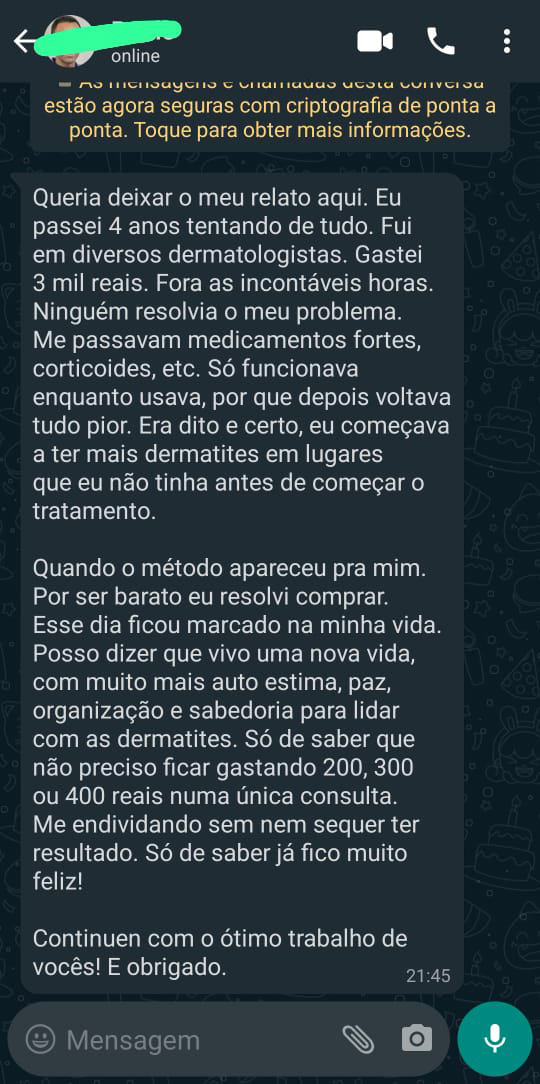 online
As mensagens e chamadas desta conversa
estão agora seguras com criptografia de ponta a
ponta. Toque para obter mais informações.
Queria deixar o meu relato aqui. Eu
passei 4 anos tentando de tudo. Fui
em diversos dermatologistas. Gastei
3 mil reais. Fora as incontáveis horas.
Ninguém resolvia o meu problema.
Me passavam medicamentos fortes,
corticoides, etc. Só funcionava
enquanto usava, por que depois voltava
tudo pior. Era dito e certo, eu começava
a ter mais dermatites em lugares
que eu não tinha antes de começar o
tratamento.
Quando o método apareceu pra mim.
Por ser barato eu resolvi comprar.
Esse dia ficou marcado na minha vida.
Posso dizer que vivo uma nova vida,
com muito mais auto estima, paz,
organização e sabedoria para lidar
com as dermatites. Só de saber que
não preciso ficar gastando 200, 300
ou 400 reais numa única consulta.
Me endividando sem nem sequer ter
resultado. Só de saber já fico muito
feliz!
Continuen com o ótimo trabalho de
vocês! E obrigado.
21:45
Mensagem